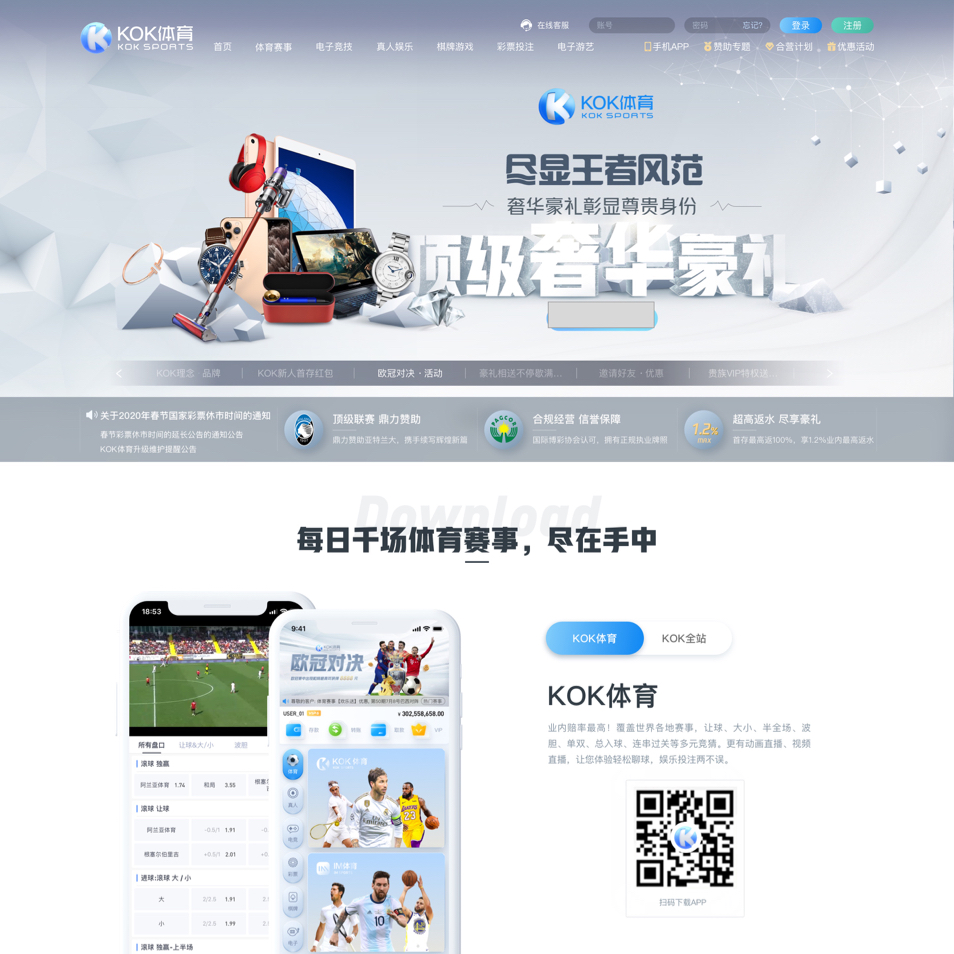 KOK体育
KOK SPORTS
在线客服
账号
密码
忘记?
登录
注册
首页
体育赛事
电子竞技
真人娱乐
棋牌游戏
彩票投注
电子游艺
手机APP
赞助专题
合营计划
优惠活动
KOK体育
KOK SPORTS
尽显王者风范
奢华豪礼彰显尊贵身份
顶级奢华豪礼
KOK理念·品牌
KOK新人首存红包
欧冠对决·活动
豪礼相送不停歇满...
邀请好友·优惠
贵族VIP特权送...
关于2020年春节国家彩票休市时间的通知
春节彩票休市时间的延长公告的通知公告
KOK体育升级维护提醒公告
顶级联赛 鼎力赞助
鼎力赞助亚特兰大，携手续写辉煌新篇
PAGCOR
合规经营 信誉保障
国际博彩协会认可，拥有正规执业牌照
1.2%
MAX
超高返水 尽享豪礼
首存最高返100%，享1.2%业内最高返水
Download
每日千场体育赛事，尽在手中
18:53
所有盘口
让球&大/小
波胆
滚球 独赢
阿兰亚体育 1.74
和局 3.55
滚球 让球
阿兰亚体育
-0.5/1 1.91
根塞尔伯里吉
+0.5/1 2.01
进球:滚球 大 / 小
大
2/2.5 1.91
小
2/2.5 1.99
滚球 独赢-上半场
9:41
欧冠对决
USER_01
¥ 302,558,658.00
存款
转账
取款
VIP
体育
真人
电竞
彩票
棋牌
电子
KOK 体育
IM体育
KOK体育
KOK全站
KOK体育
业内赔率最高！覆盖世界各地赛事，让球、大小、半全场、波
胆、单双、总入球、连串过关等多元竞猜。更有动画直播、视频
直播，让您体验轻松聊球，娱乐投注两不误。
扫码下载APP